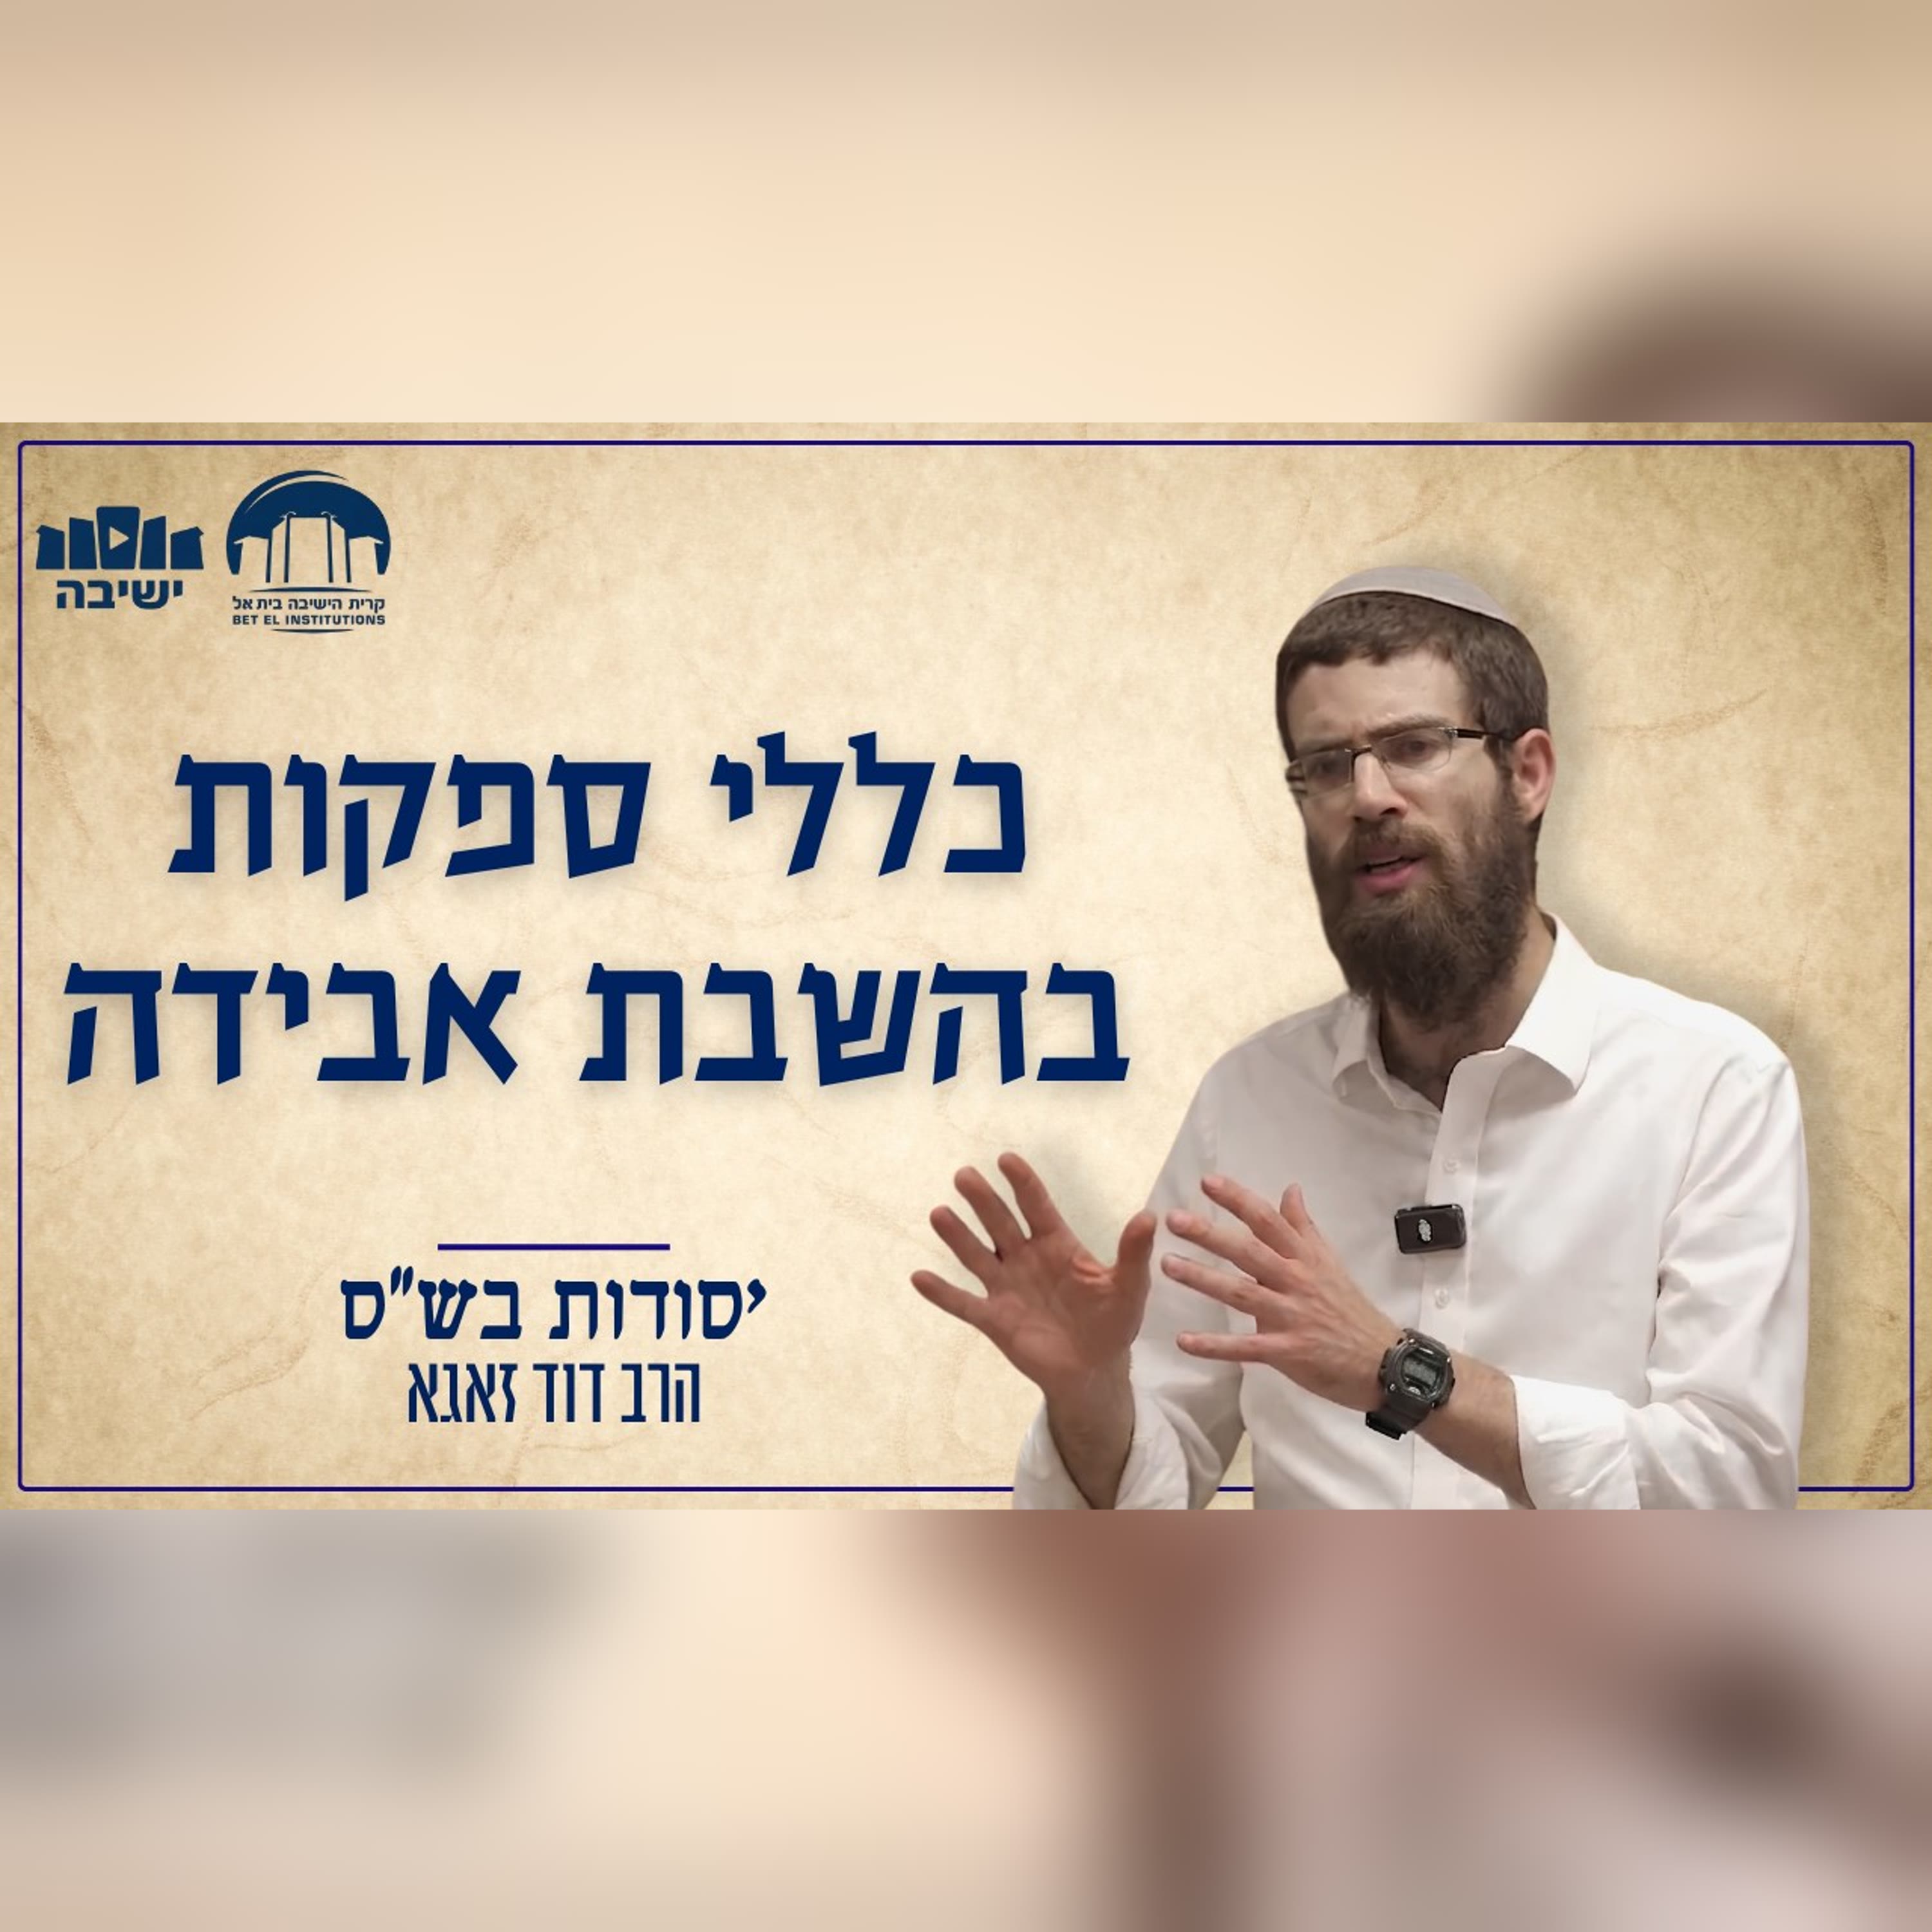 ישיבה
קרית הישיבה בית אל
BET EL INSTITUTIONS
כללי ספקות
בהשבת אבידה
יסודות בש"ס
הרב דוד זאגא